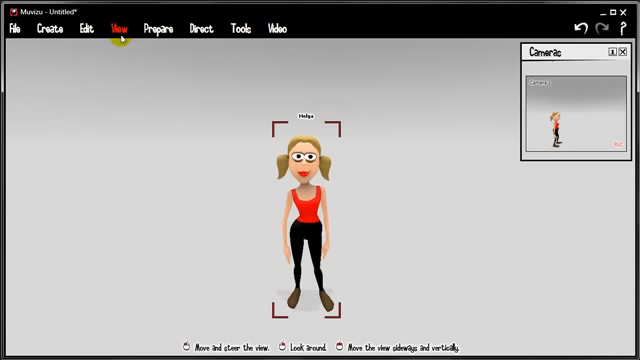 Muvizu - Untitled*
File Create Edit View Prepare Direct Tools Video
Cameras
Camera 1
REC
Helga
Move and steer the view. Look around. Move the view sideways and vertically.